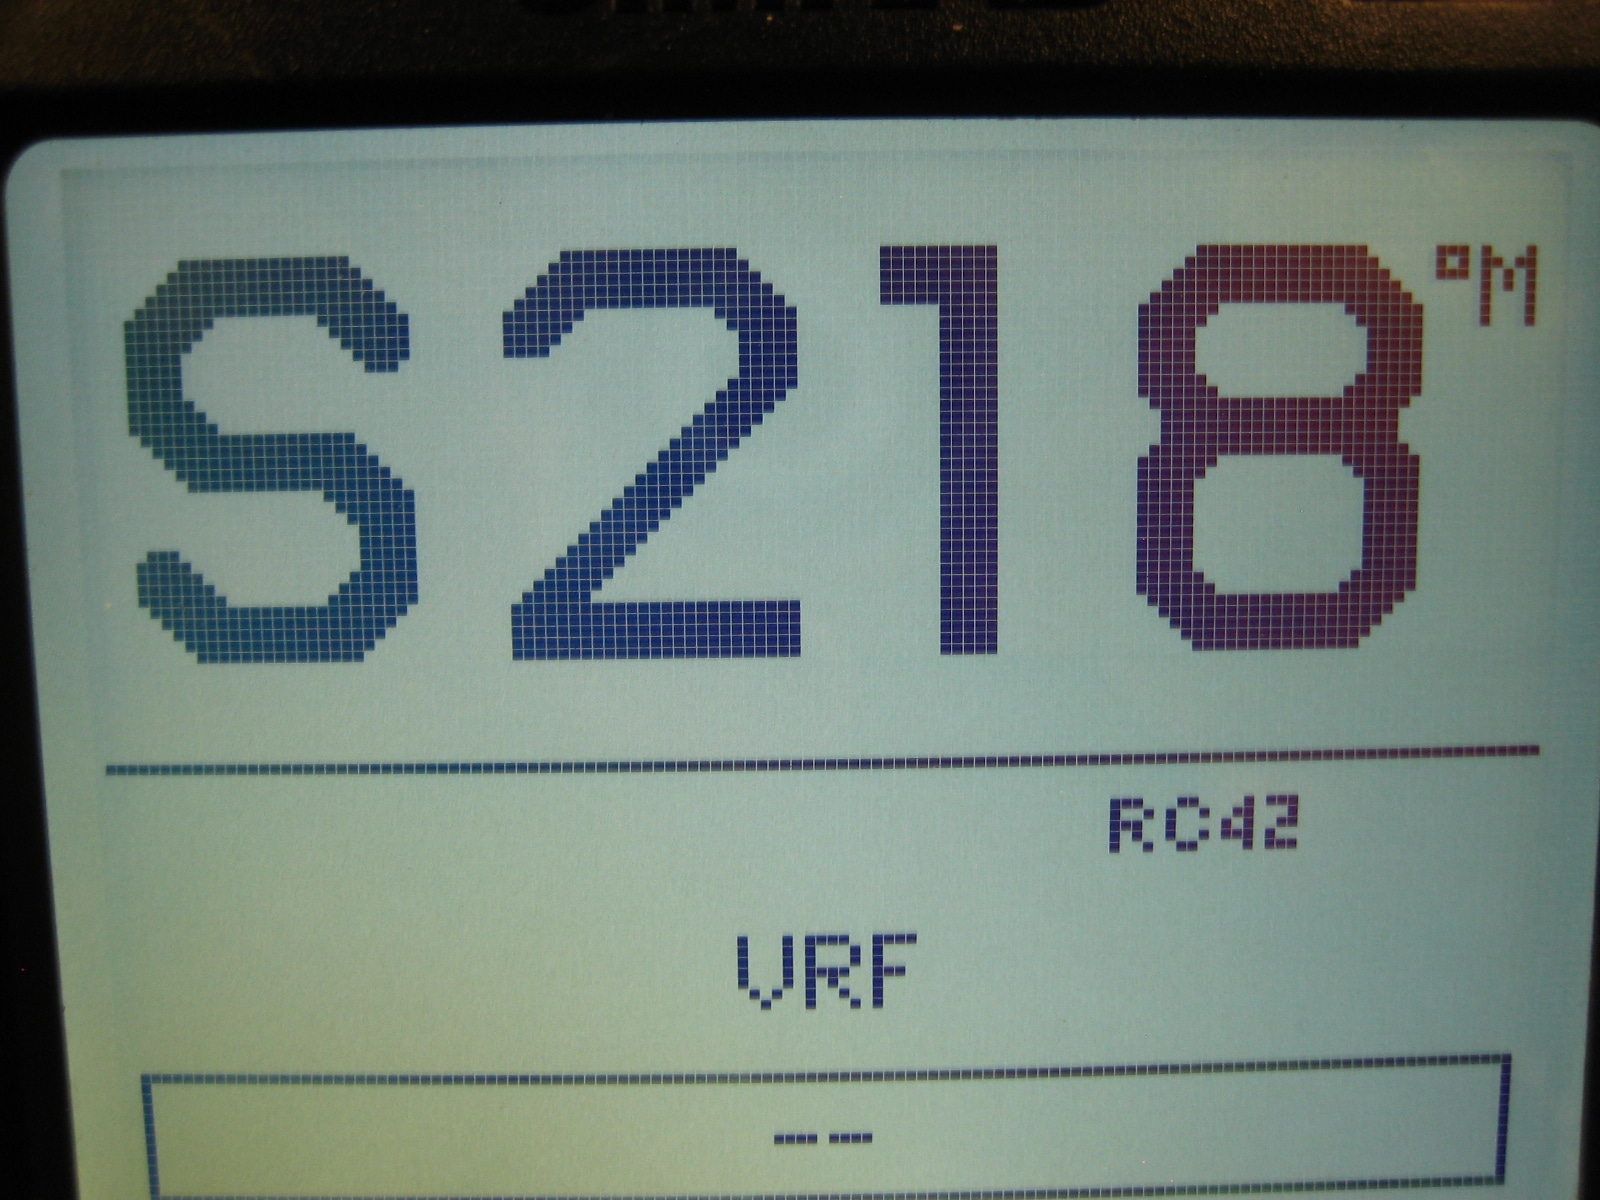 S218°M
RC42
VRF
--